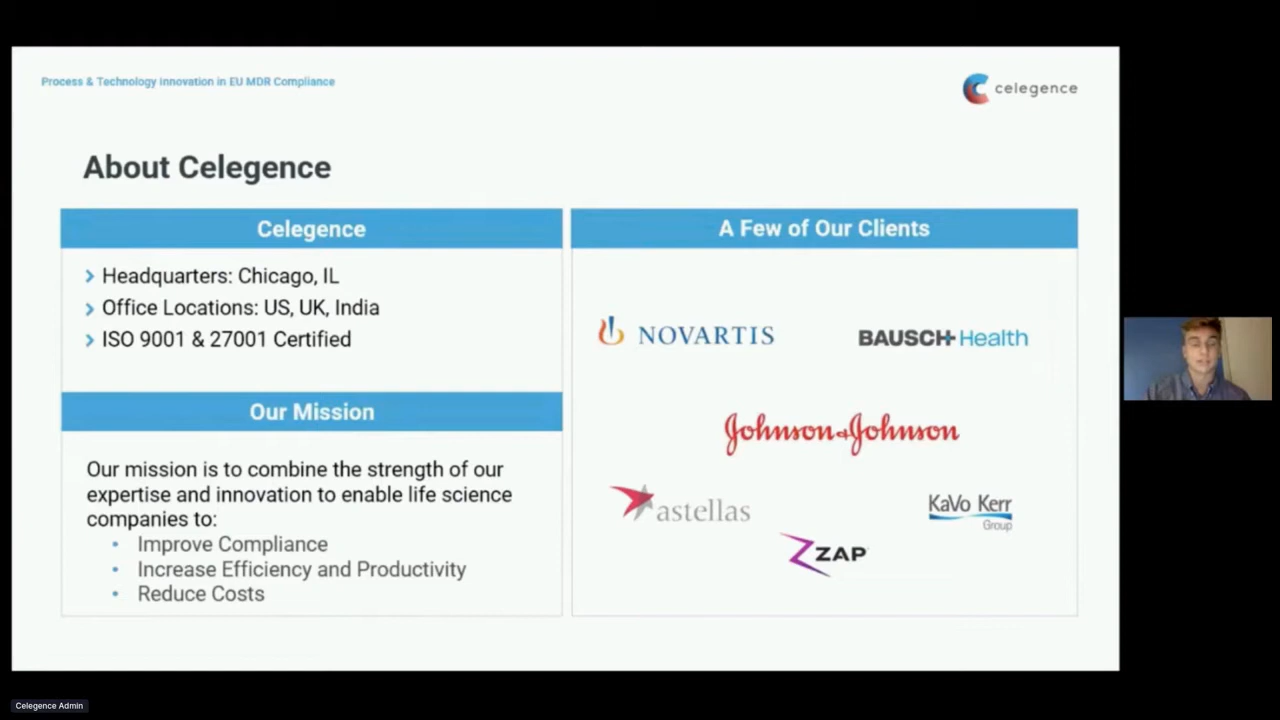 Process & Technology Innovation in EU MDR Compliance
celegence
About Celegence
Celegence
Headquarters: Chicago, IL
Office Locations: US, UK, India
ISO 9001 & 27001 Certified
Our Mission
Our mission is to combine the strength of our
expertise and innovation to enable life science
companies to:
• Improve Compliance
• Increase Efficiency and Productivity
• Reduce Costs
A Few of Our Clients
NOVARTIS
BAUSCH+Health
Johnson&Johnson
astellas
KaVo Kerr
Group
ZAP
Celegence Admin